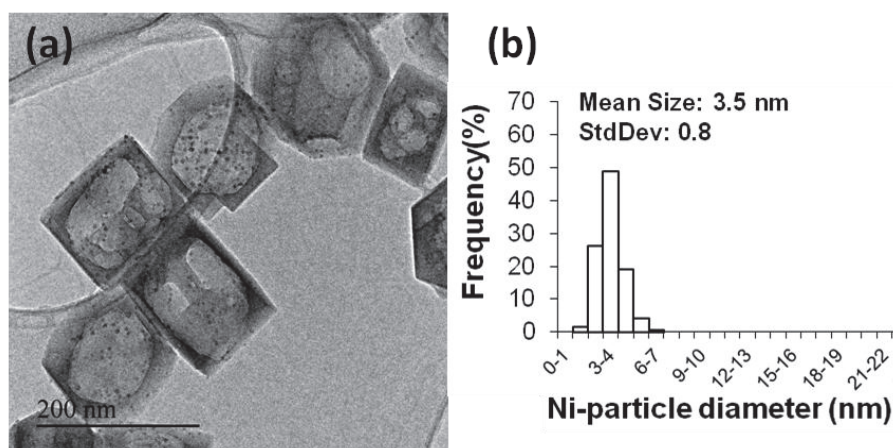 (a)
200 nm
(b)
Mean Size: 3.5 nm
StdDev: 0.8
Frequency(%)
70
60
50
40
30
20
10
0
0-1
3-4
6-7
9-10
12-13
15-16
18-19
21-22
Ni-particle diameter (nm)